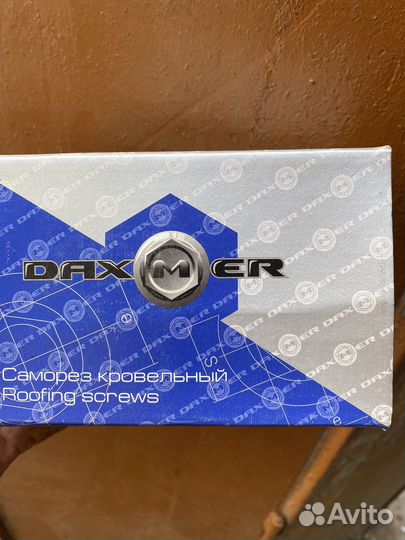 DAXMER
Саморез кровельный
Roofing screws
Avito